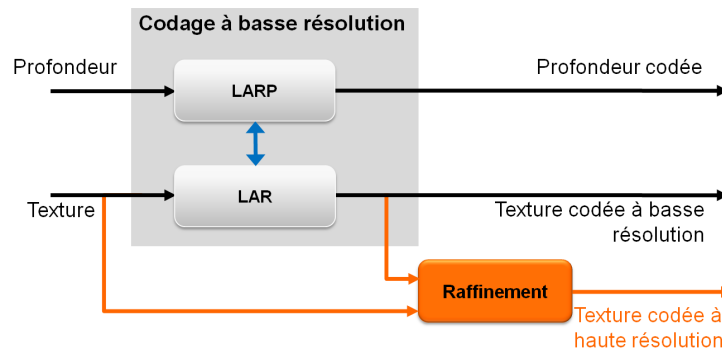 Codage à basse résolution
Profondeur
LARP
Profondeur codée
Texture
LAR
Texture codée à basse
résolution
Raffinement
Texture codée à
haute résolution